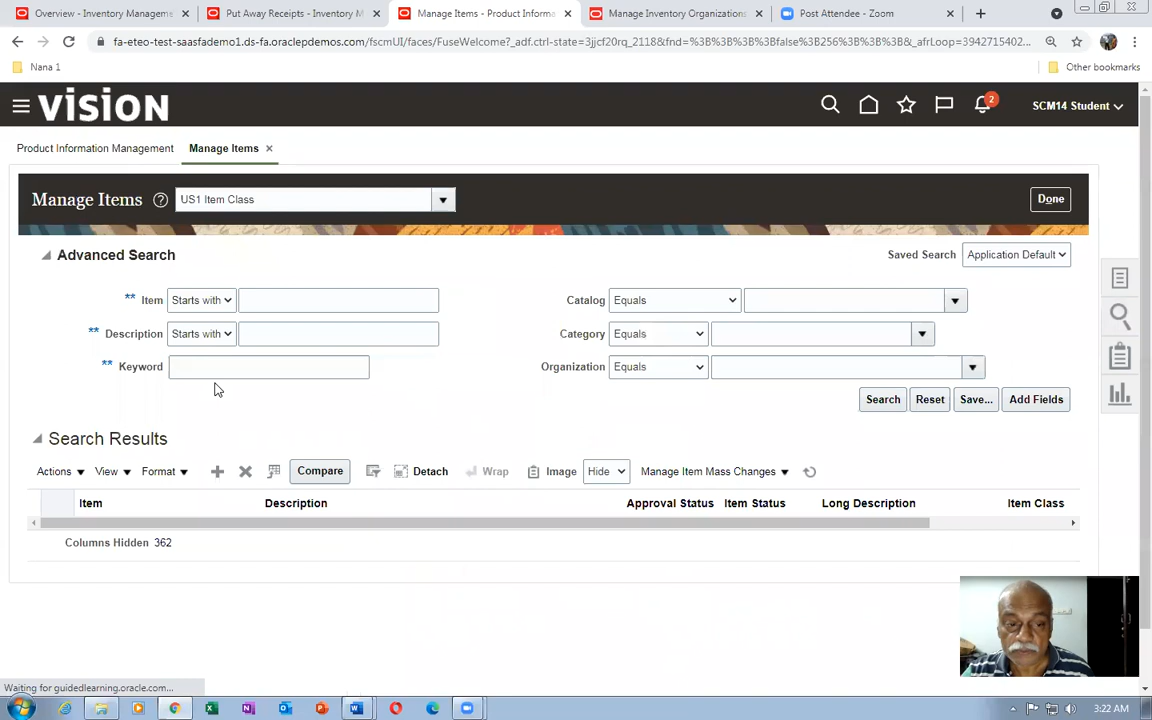 Overview - Inventory Manageme
Put Away Receipts - Inventory M
Manage Items - Product Informa
Manage Inventory Organizations
Post Attendee - Zoom
fa-eteo-test-saasfademo1.ds-fa.oraclepdemos.com/fscmUI/faces/FuseWelcome?_adf.ctrl-state=3jjcf20rq_2118&fnd=%3B%3B%3B%3Bfalse%3B256%3B%3B%3B&_afrLoop=3942715402...
Nana 1
Other bookmarks
vision
2
SCM14 Student
Product Information Management
Manage Items
Manage Items
US1 Item Class
Done
Advanced Search
Saved Search Application Default
** Item Starts with
Catalog Equals
** Description Starts with
Category Equals
** Keyword
Organization Equals
Search Reset Save... Add Fields
Search Results
Actions View Format Compare Detach Wrap Image Hide Manage Item Mass Changes
Item Description Approval Status Item Status Long Description Item Class
Columns Hidden 362
Waiting for guidedlearning.oracle.com...
3:22 AM